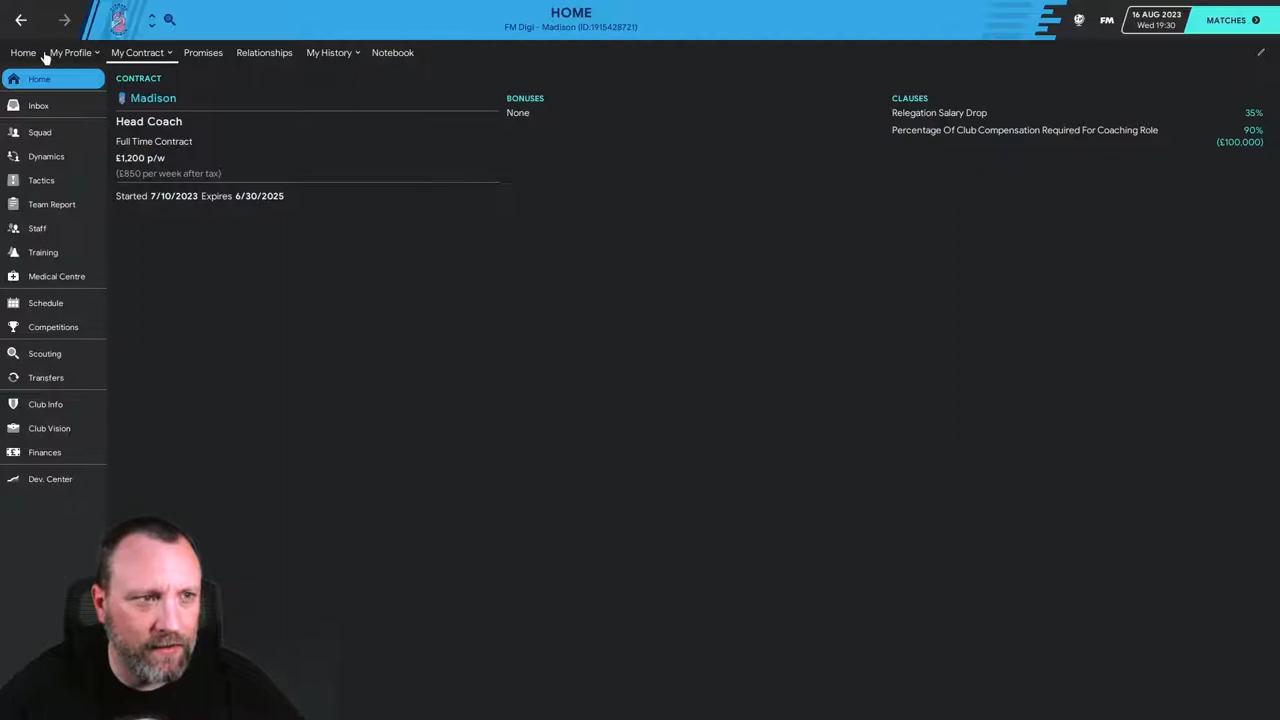 HOME
FM Digi - Madison (ID:1915428721)
FM
16 AUG 2023
Wed 19:30
MATCHES
Home My Profile My Contract Promises Relationships My History Notebook
Home
Inbox
Squad
Dynamics
Tactics
Team Report
Staff
Training
Medical Centre
Schedule
Competitions
Scouting
Transfers
Club Info
Club Vision
Finances
Dev. Center
CONTRACT
Madison
Head Coach
Full Time Contract
£1,200 p/w
(£850 per week after tax)
Started 7/10/2023 Expires 6/30/2025
BONUSES
None
CLAUSES
Relegation Salary Drop 35%
Percentage Of Club Compensation Required For Coaching Role 90%
(£100,000)